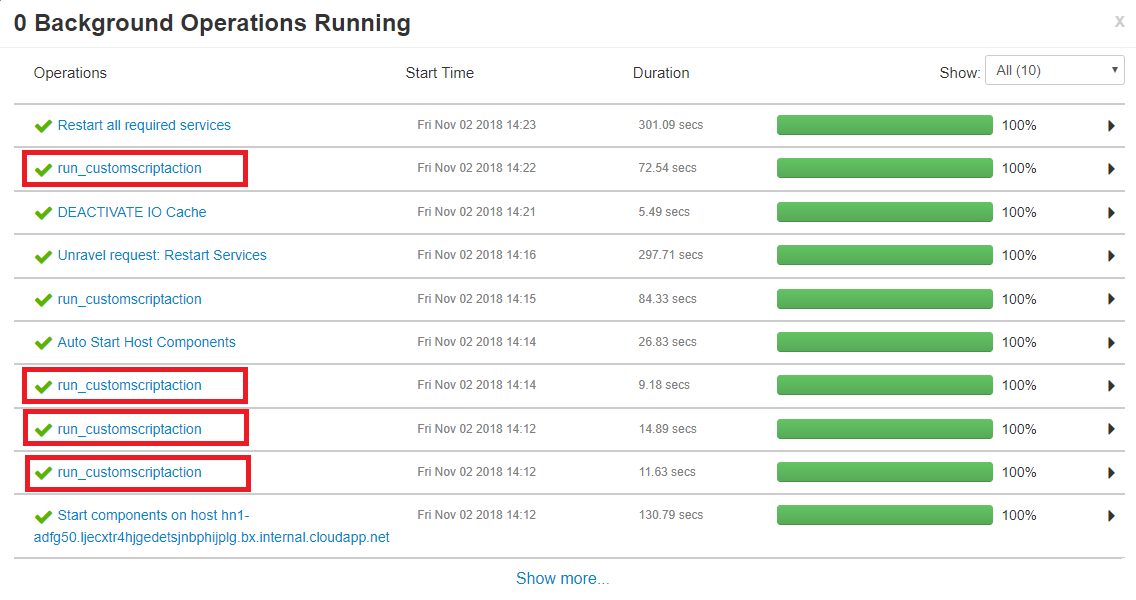 0 Background Operations Running x
Operations Start Time Duration Show: All (10)
Restart all required services Fri Nov 02 2018 14:23 301.09 secs 100%
run_customscriptaction Fri Nov 02 2018 14:22 72.54 secs 100%
DEACTIVATE IO Cache Fri Nov 02 2018 14:21 5.49 secs 100%
Unravel request: Restart Services Fri Nov 02 2018 14:16 297.71 secs 100%
run_customscriptaction Fri Nov 02 2018 14:15 84.33 secs 100%
Auto Start Host Components Fri Nov 02 2018 14:14 26.83 secs 100%
run_customscriptaction Fri Nov 02 2018 14:14 9.18 secs 100%
run_customscriptaction Fri Nov 02 2018 14:12 14.89 secs 100%
run_customscriptaction Fri Nov 02 2018 14:12 11.63 secs 100%
Start components on host hn1- Fri Nov 02 2018 14:12 130.79 secs 100%
adfg50.ljecxtr4hjgedetsjnbphijplg.bx.internal.cloudapp.net
Show more...